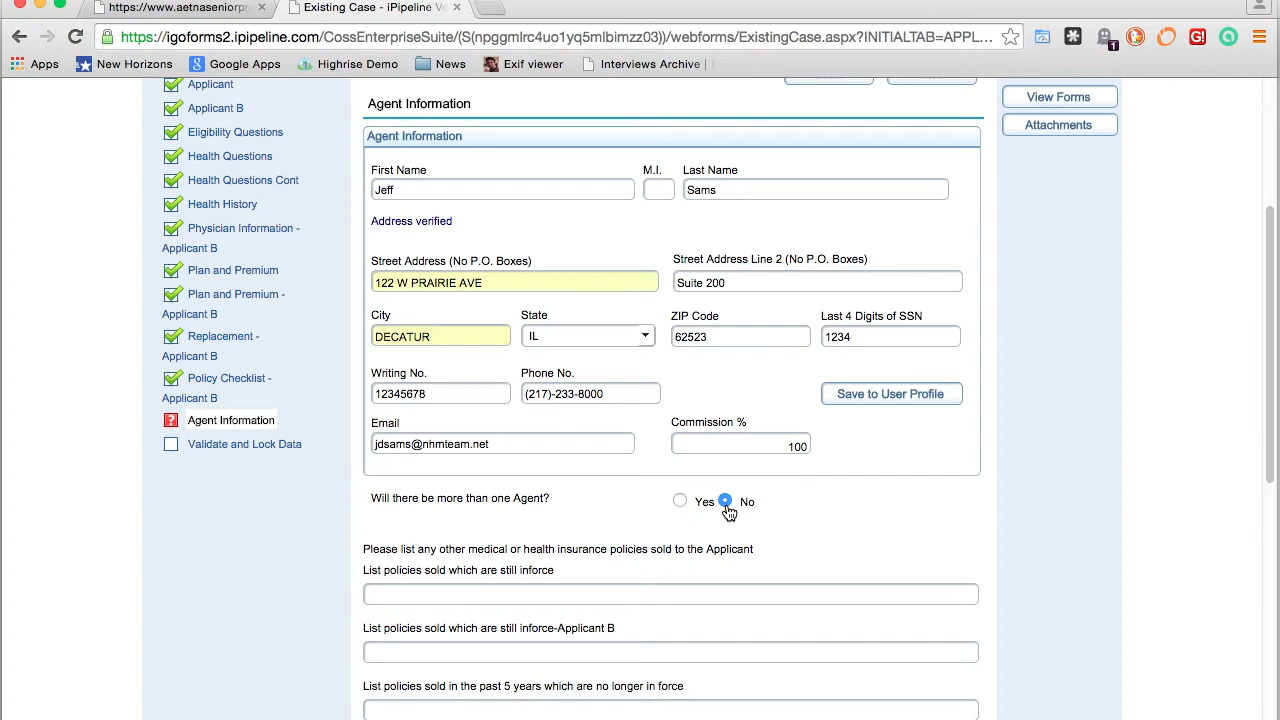 https://www.aetnaseniorpr
Existing Case - iPipeline V
https://igoforms2.ipipeline.com/CossEnterpriseSuite/(S(npggmlrc4uo1yq5mlbimzz03))/webforms/ExistingCase.aspx?INITIALTAB=APPL...
Apps
New Horizons
Google Apps
Highrise Demo
News
Exif viewer
Interviews Archive |
Applicant
Applicant B
Eligibility Questions
Health Questions
Health Questions Cont
Health History
Physician Information -
Applicant B
Plan and Premium
Plan and Premium -
Applicant B
Replacement -
Applicant B
Policy Checklist -
Applicant B
Agent Information
Validate and Lock Data
Agent Information
Agent Information
First Name
M.I.
Last Name
Jeff
Sams
Address verified
Street Address (No P.O. Boxes)
Street Address Line 2 (No P.O. Boxes)
122 W PRAIRIE AVE
Suite 200
City
State
ZIP Code
Last 4 Digits of SSN
DECATUR
IL
62523
1234
Writing No.
Phone No.
12345678
(217)-233-8000
Save to User Profile
Email
Commission %
jdsams@nhmteam.net
100
Will there be more than one Agent?
Yes
No
Please list any other medical or health insurance policies sold to the Applicant
List policies sold which are still inforce
List policies sold which are still inforce-Applicant B
List policies sold in the past 5 years which are no longer in force
View Forms
Attachments